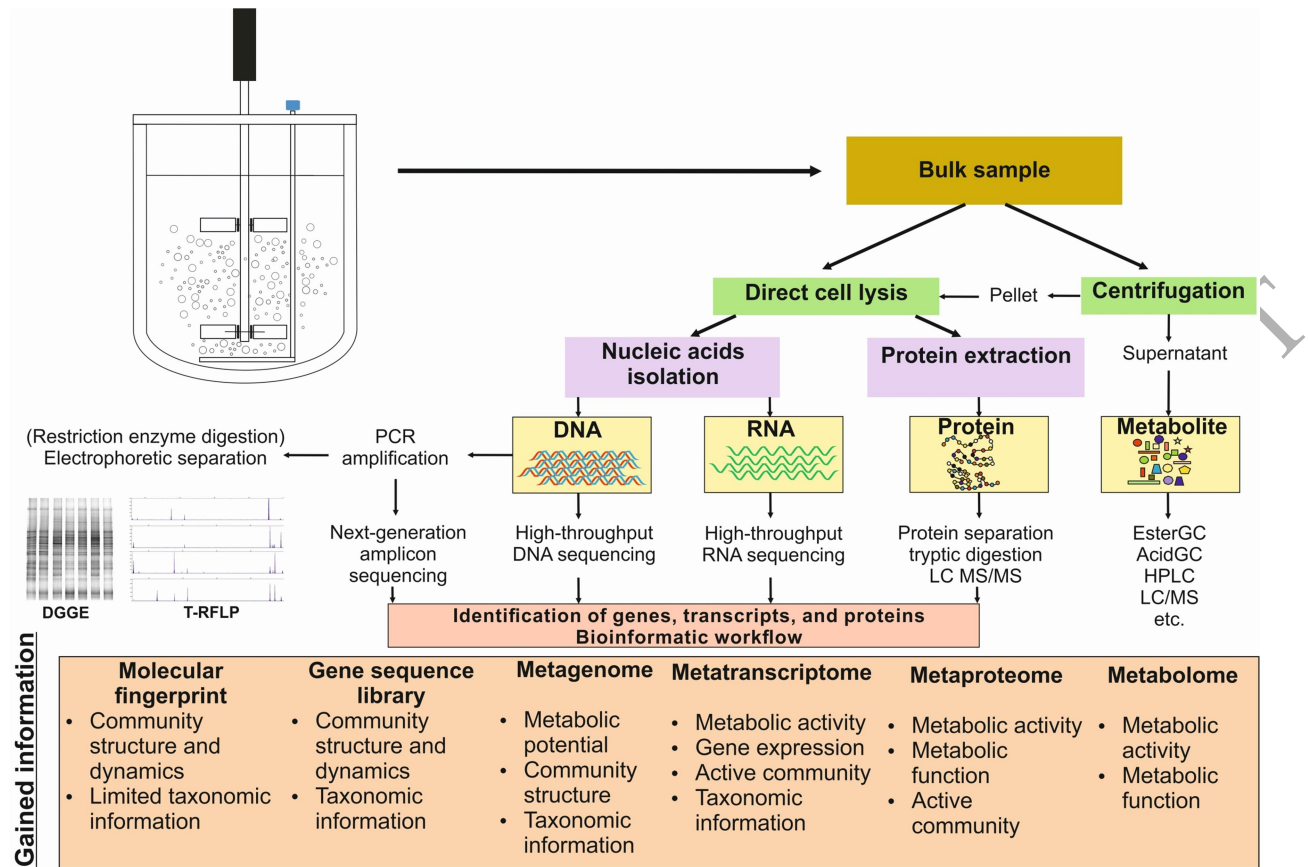 Bulk sample
Direct cell lysis
Pellet
Centrifugation
Nucleic acids
isolation
Protein extraction
Supernatant
(Restriction enzyme digestion)
Electrophoretic separation
PCR
amplification
DNA
RNA
Protein
Metabolite
Next-generation
amplicon
sequencing
High-throughput
DNA sequencing
High-throughput
RNA sequencing
Protein separation
tryptic digestion
LC MS/MS
EsterGC
AcidGC
HPLC
LC/MS
etc.
DGGE
T-RFLP
Identification of genes, transcripts, and proteins
Bioinformatic workflow
Gained information
Molecular
fingerprint
• Community
structure and
dynamics
• Limited taxonomic
information
Gene sequence
library
• Community
structure and
dynamics
• Taxonomic
information
Metagenome
• Metabolic
potential
• Community
structure
• Taxonomic
information
Metatranscriptome
• Metabolic activity
• Gene expression
• Active community
• Taxonomic
information
Metaproteome
• Metabolic activity
• Metabolic
function
• Active
community
Metabolome
• Metabolic
activity
• Metabolic
function